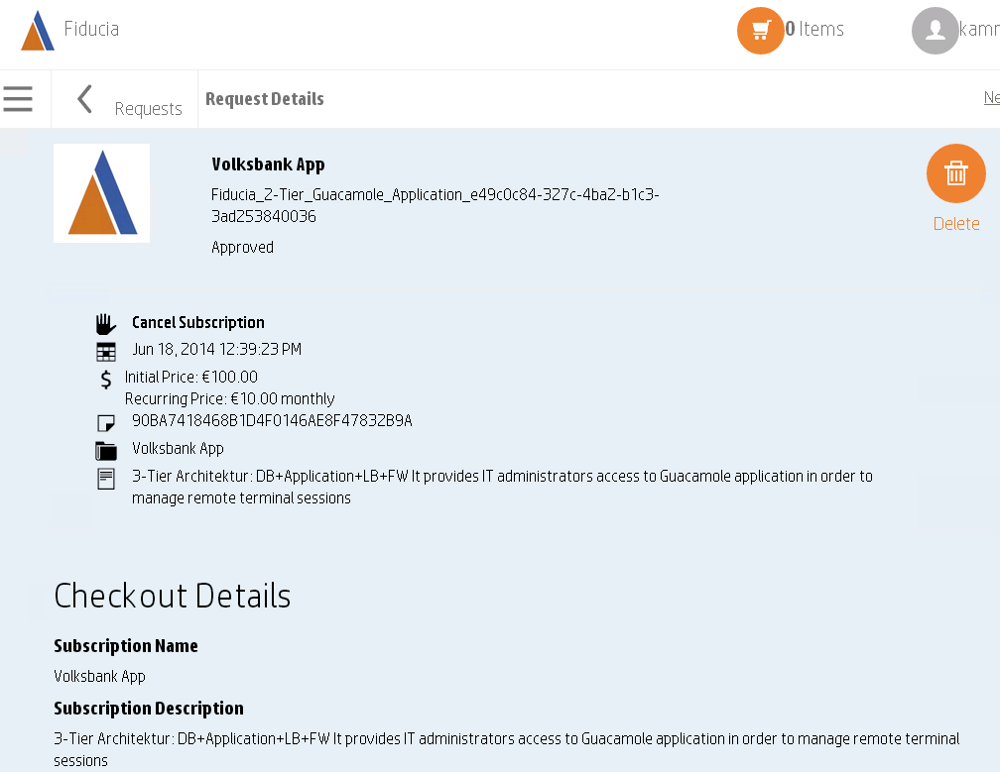 Fiducia
0 Items
kamr
Requests
Request Details
Ne
Volksbank App
Fiducia_2-Tier_Guacamole_Application_e49c0c84-327c-4ba2-b1c3-
3ad253840036
Approved
Delete
Cancel Subscription
Jun 18, 2014 12:39:23 PM
Initial Price: €100.00
Recurring Price: €10.00 monthly
90BA7418468B1D4F0146AE8F47832B9A
Volksbank App
3-Tier Architektur: DB+Application+LB+FW It provides IT administrators access to Guacamole application in order to
manage remote terminal sessions
Checkout Details
Subscription Name
Volksbank App
Subscription Description
3-Tier Architektur: DB+Application+LB+FW It provides IT administrators access to Guacamole application in order to manage remote terminal
sessions